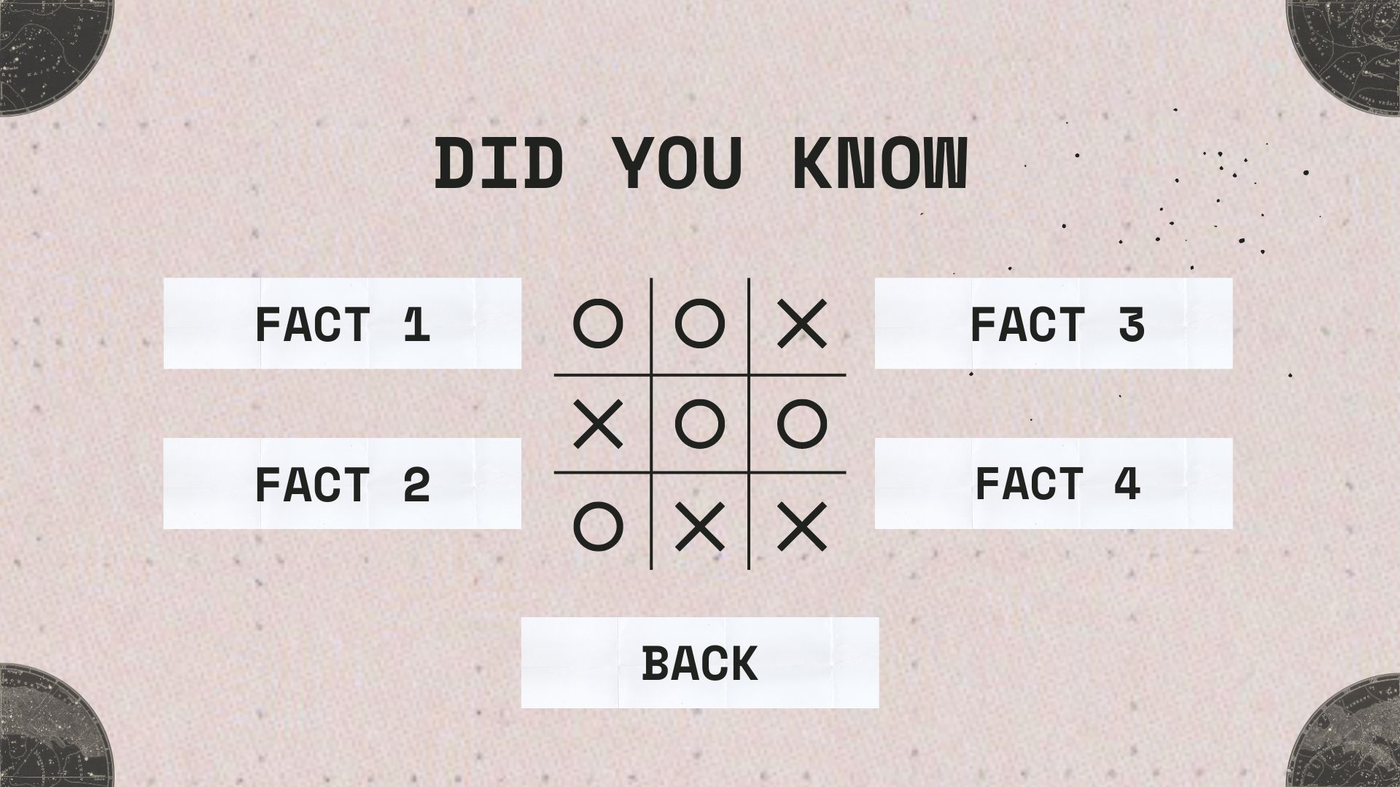 DID YOU KNOW
FACT 1
FACT 2
O O X
X O O
O X X
FACT 3
FACT 4
BACK